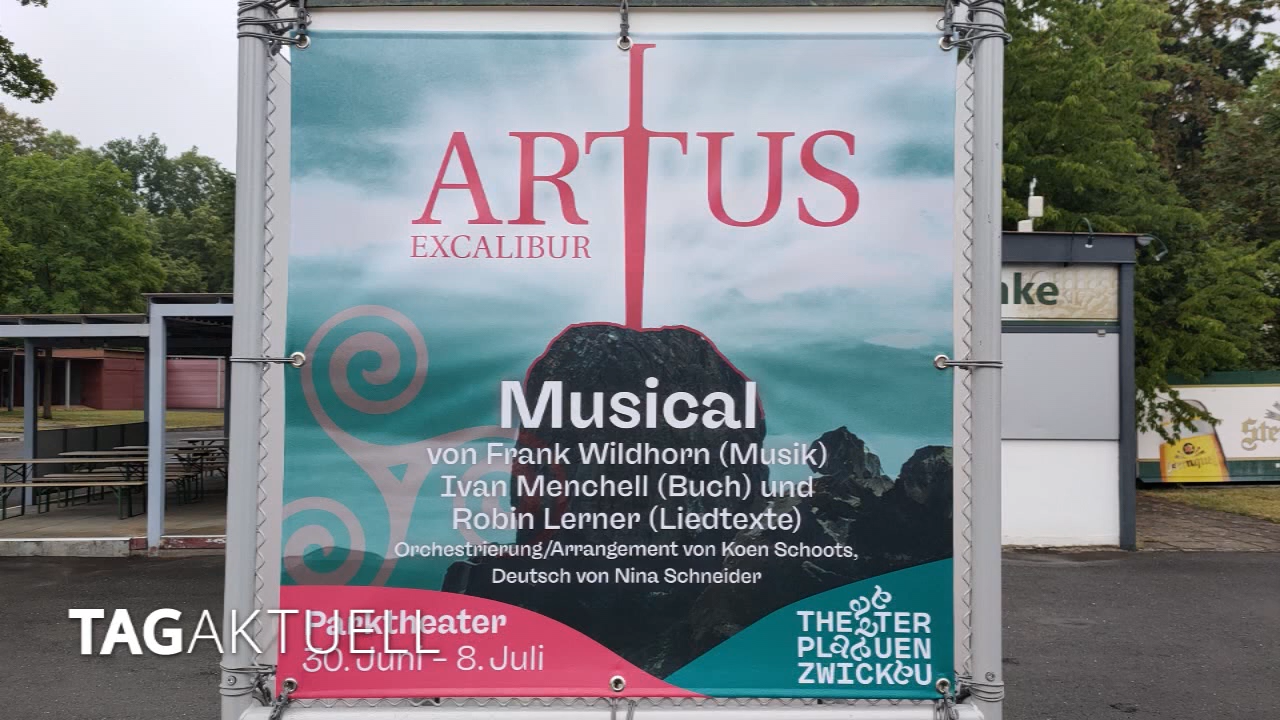 ARTUS
EXCALIBUR
Musical
von Frank Wildhorn (Musik)
Ivan Menchell (Buch) und
Robin Lerner (Liedtexte)
Orchestrierung/Arrangement von Koen Schoots,
Deutsch von Nina Schneider
Parktheater
30. Juni – 8. Juli
THEATER
PLAUEN
ZWICKAU
TAGAKTUELL
nke
Ste